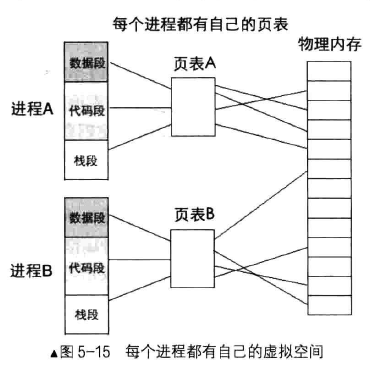 每个进程都有自己的页表
物理内存
数据段
页表A
进程A
代码段
栈段
数据段
页表B
进程B
代码段
栈段
▲图 5-15 每个进程都有自己的虚拟空间